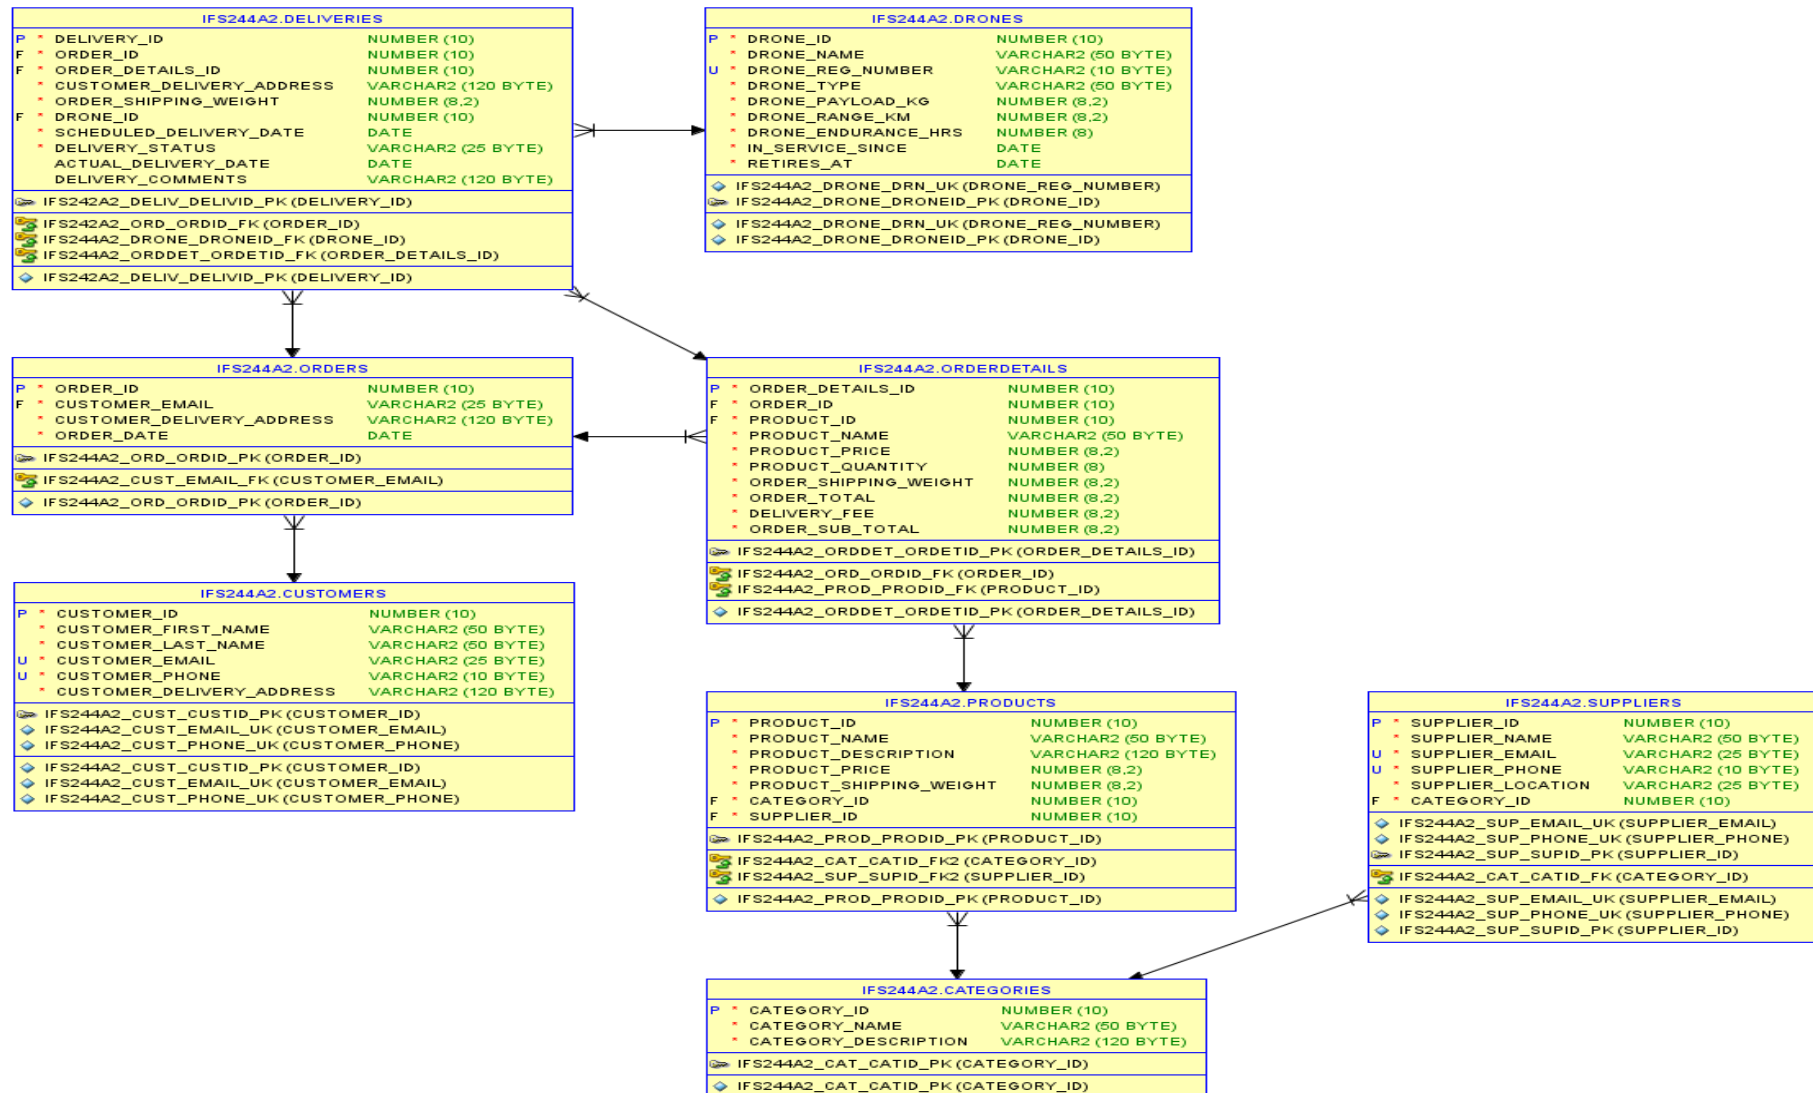 IFS244A2.DELIVERIES
P * DELIVERY_ID NUMBER (10)
F * ORDER_ID NUMBER (10)
F * ORDER_DETAILS_ID NUMBER (10)
* CUSTOMER_DELIVERY_ADDRESS VARCHAR2 (120 BYTE)
* ORDER_SHIPPING_WEIGHT NUMBER (8,2)
F * DRONE_ID NUMBER (10)
* SCHEDULED_DELIVERY_DATE DATE
* DELIVERY_STATUS VARCHAR2 (25 BYTE)
ACTUAL_DELIVERY_DATE DATE
DELIVERY_COMMENTS VARCHAR2 (120 BYTE)
IFS242A2_DELIV_DELIVID_PK (DELIVERY_ID)
IFS242A2_ORD_ORDID_FK (ORDER_ID)
IFS244A2_DRONE_DRONEID_FK (DRONE_ID)
IFS244A2_ORDDET_ORDETID_FK (ORDER_DETAILS_ID)
IFS242A2_DELIV_DELIVID_PK (DELIVERY_ID)
IFS244A2.DRONES
P * DRONE_ID NUMBER (10)
* DRONE_NAME VARCHAR2 (50 BYTE)
U * DRONE_REG_NUMBER VARCHAR2 (10 BYTE)
* DRONE_TYPE VARCHAR2 (50 BYTE)
* DRONE_PAYLOAD_KG NUMBER (8,2)
* DRONE_RANGE_KM NUMBER (8,2)
* DRONE_ENDURANCE_HRS NUMBER (8)
* IN_SERVICE_SINCE DATE
* RETIRES_AT DATE
IFS244A2_DRONE_DRN_UK (DRONE_REG_NUMBER)
IFS244A2_DRONE_DRONEID_PK (DRONE_ID)
IFS244A2_DRONE_DRN_UK (DRONE_REG_NUMBER)
IFS244A2_DRONE_DRONEID_PK (DRONE_ID)
IFS244A2.ORDERS
P * ORDER_ID NUMBER (10)
F * CUSTOMER_EMAIL VARCHAR2 (25 BYTE)
* CUSTOMER_DELIVERY_ADDRESS VARCHAR2 (120 BYTE)
* ORDER_DATE DATE
IFS244A2_ORD_ORDID_PK (ORDER_ID)
IFS244A2_CUST_EMAIL_FK (CUSTOMER_EMAIL)
IFS244A2_ORD_ORDID_PK (ORDER_ID)
IFS244A2.ORDERDETAILS
P * ORDER_DETAILS_ID NUMBER (10)
F * ORDER_ID NUMBER (10)
F * PRODUCT_ID NUMBER (10)
* PRODUCT_NAME VARCHAR2 (50 BYTE)
* PRODUCT_PRICE NUMBER (8,2)
* PRODUCT_QUANTITY NUMBER (8)
* ORDER_SHIPPING_WEIGHT NUMBER (8,2)
* ORDER_TOTAL NUMBER (8,2)
* DELIVERY_FEE NUMBER (8,2)
* ORDER_SUB_TOTAL NUMBER (8,2)
IFS244A2_ORDDET_ORDETID_PK (ORDER_DETAILS_ID)
IFS244A2_ORD_ORDID_FK (ORDER_ID)
IFS244A2_PROD_PRODID_FK (PRODUCT_ID)
IFS244A2_ORDDET_ORDETID_PK (ORDER_DETAILS_ID)
IFS244A2.CUSTOMERS
P * CUSTOMER_ID NUMBER (10)
* CUSTOMER_FIRST_NAME VARCHAR2 (50 BYTE)
* CUSTOMER_LAST_NAME VARCHAR2 (50 BYTE)
U * CUSTOMER_EMAIL VARCHAR2 (25 BYTE)
U * CUSTOMER_PHONE VARCHAR2 (10 BYTE)
* CUSTOMER_DELIVERY_ADDRESS VARCHAR2 (120 BYTE)
IFS244A2_CUST_CUSTID_PK (CUSTOMER_ID)
IFS244A2_CUST_EMAIL_UK (CUSTOMER_EMAIL)
IFS244A2_CUST_PHONE_UK (CUSTOMER_PHONE)
IFS244A2_CUST_CUSTID_PK (CUSTOMER_ID)
IFS244A2_CUST_EMAIL_UK (CUSTOMER_EMAIL)
IFS244A2_CUST_PHONE_UK (CUSTOMER_PHONE)
IFS244A2.PRODUCTS
P * PRODUCT_ID NUMBER (10)
* PRODUCT_NAME VARCHAR2 (50 BYTE)
* PRODUCT_DESCRIPTION VARCHAR2 (120 BYTE)
* PRODUCT_PRICE NUMBER (8,2)
* PRODUCT_SHIPPING_WEIGHT NUMBER (8,2)
F * CATEGORY_ID NUMBER (10)
F * SUPPLIER_ID NUMBER (10)
IFS244A2_PROD_PRODID_PK (PRODUCT_ID)
IFS244A2_CAT_CATID_FK2 (CATEGORY_ID)
IFS244A2_SUP_SUPID_FK2 (SUPPLIER_ID)
IFS244A2_PROD_PRODID_PK (PRODUCT_ID)
IFS244A2.SUPPLIERS
P * SUPPLIER_ID NUMBER (10)
* SUPPLIER_NAME VARCHAR2 (50 BYTE)
U * SUPPLIER_EMAIL VARCHAR2 (25 BYTE)
U * SUPPLIER_PHONE VARCHAR2 (10 BYTE)
* SUPPLIER_LOCATION VARCHAR2 (25 BYTE)
F * CATEGORY_ID NUMBER (10)
IFS244A2_SUP_EMAIL_UK (SUPPLIER_EMAIL)
IFS244A2_SUP_PHONE_UK (SUPPLIER_PHONE)
IFS244A2_SUP_SUPID_PK (SUPPLIER_ID)
IFS244A2_CAT_CATID_FK (CATEGORY_ID)
IFS244A2_SUP_EMAIL_UK (SUPPLIER_EMAIL)
IFS244A2_SUP_PHONE_UK (SUPPLIER_PHONE)
IFS244A2_SUP_SUPID_PK (SUPPLIER_ID)
IFS244A2.CATEGORIES
P * CATEGORY_ID NUMBER (10)
* CATEGORY_NAME VARCHAR2 (50 BYTE)
* CATEGORY_DESCRIPTION VARCHAR2 (120 BYTE)
IFS244A2_CAT_CATID_PK (CATEGORY_ID)
IFS244A2_CAT_CATID_PK (CATEGORY_ID)